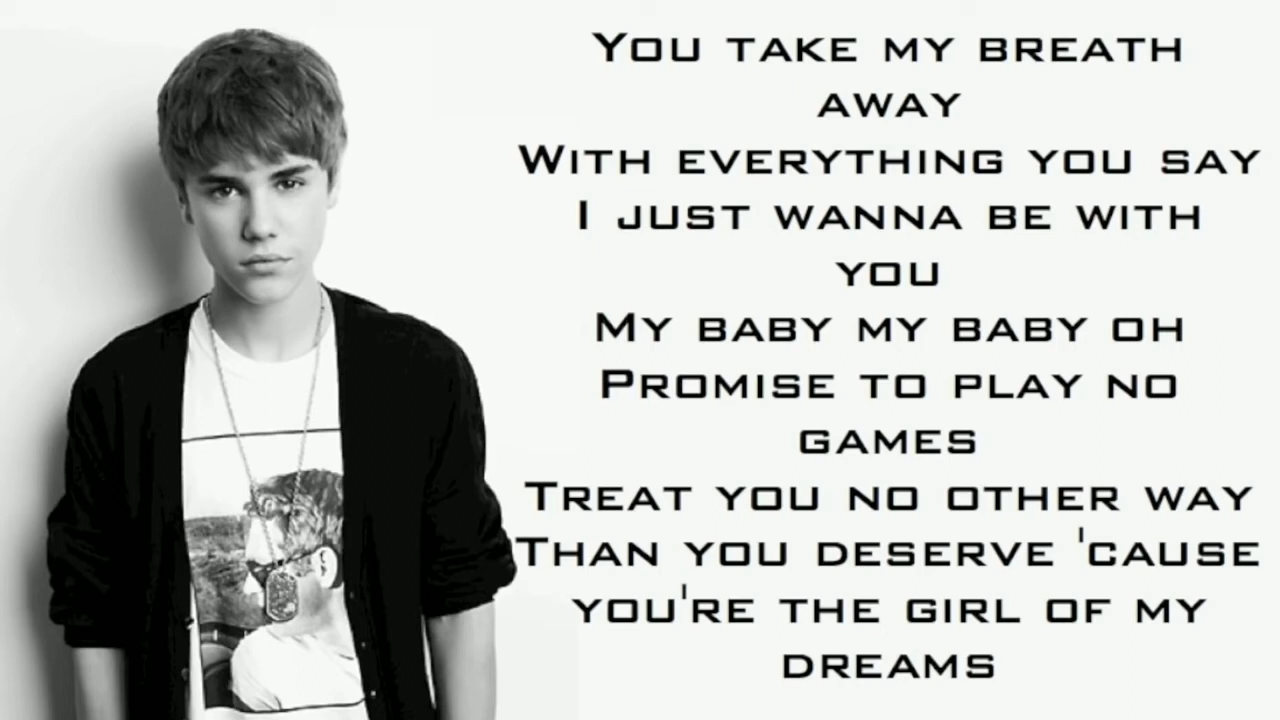 You take my breath
away
With everything you say
I just wanna be with
you
My baby my baby oh
Promise to play no
games
Treat you no other way
Than you deserve 'cause
you're the girl of my
dreams